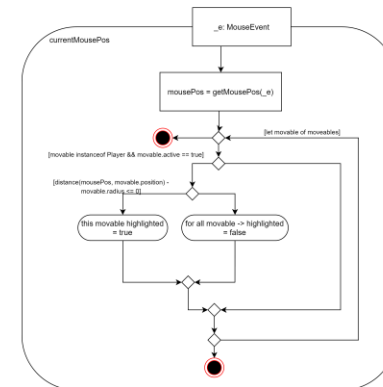 _e: MouseEvent
currentMousePos
mousePos = getMousePos(_e)
[let movable of moveables]
[movable instanceof Player && movable.active == true]
[distance(mousePos, movable.position) -
movable.radius <= 0]
this movable highlighted
= true
for all movable -> highlighted
= false